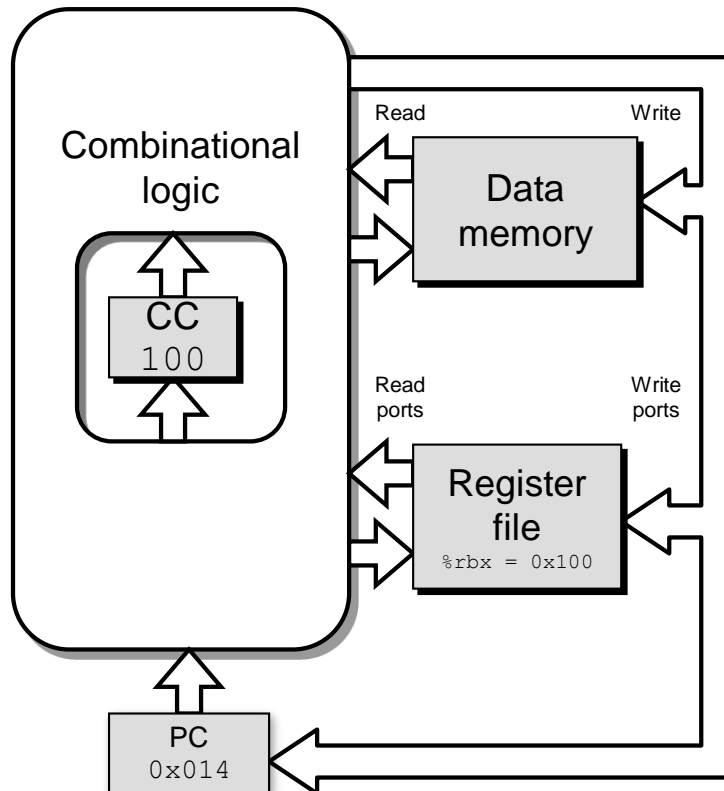 Combinational
logic
CC
100
Read
Write
Data
memory
Read
ports
Write
ports
Register
file
%rbx = 0x100
PC
0x014